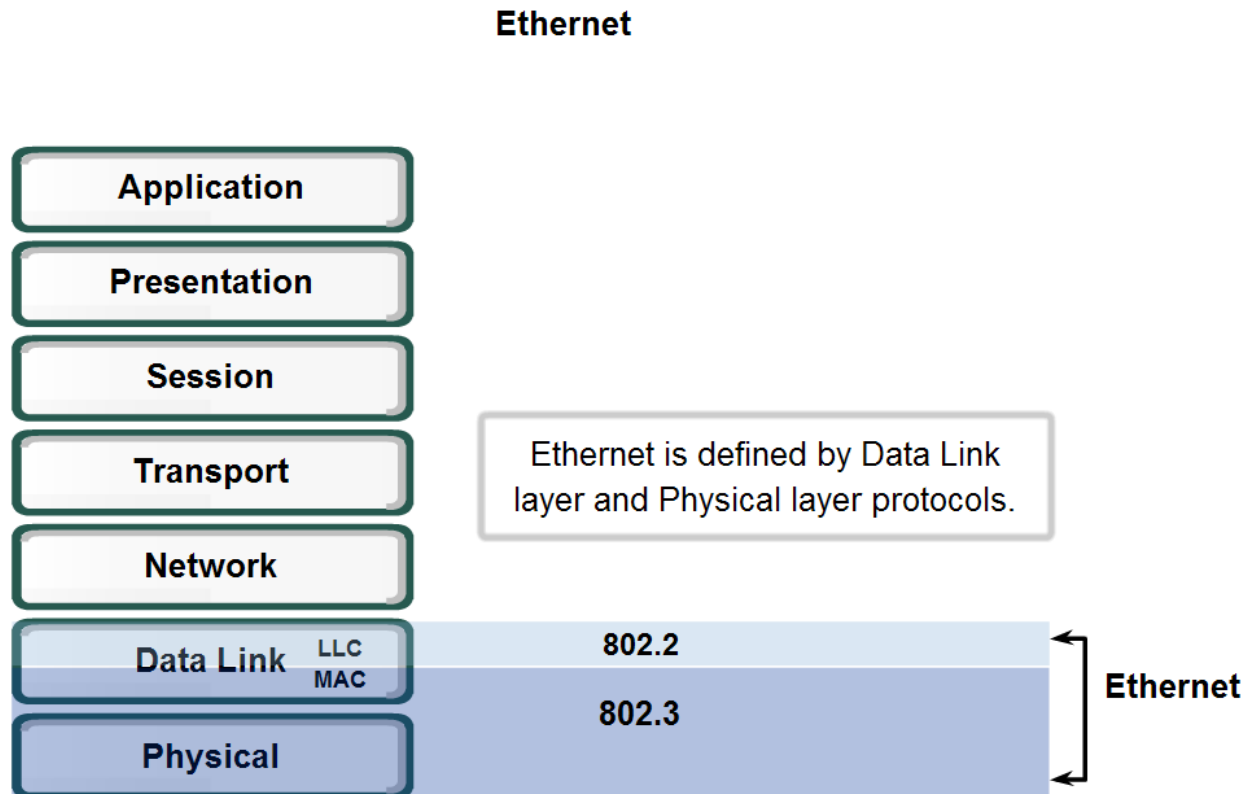 Ethernet
Application
Presentation
Session
Transport
Ethernet is defined by Data Link
layer and Physical layer protocols.
Network
Data Link
LLC
MAC
802.2
802.3
Ethernet
Physical